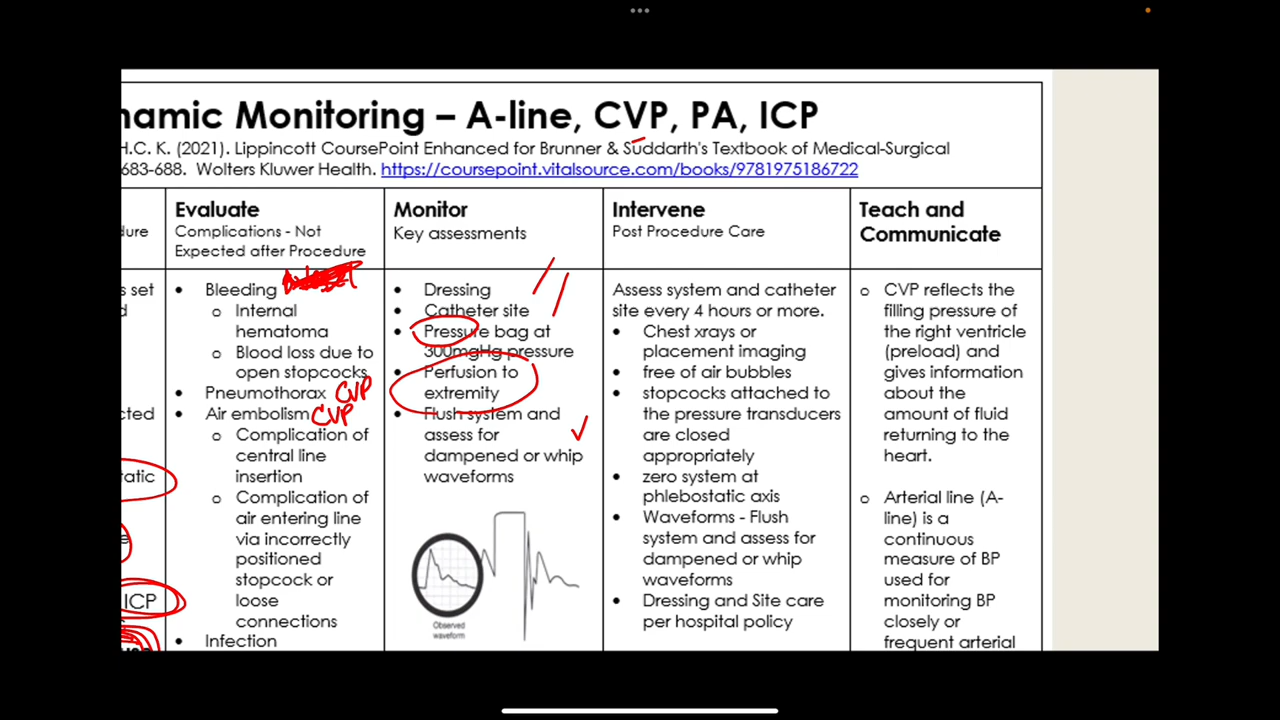 namic Monitoring – A-line, CVP, PA, ICP
H.C. K. (2021). Lippincott CoursePoint Enhanced for Brunner & Suddarth's Textbook of Medical-Surgical
683-688. Wolters Kluwer Health. https://coursepoint.vitalsource.com/books/9781975186722
dure
s set
d
cted
tatic
e
ICP
Evaluate
Complications - Not
Expected after Procedure
• Bleeding
o Internal
hematoma
o Blood loss due to
open stopcocks
• Pneumothorax CVP
• Air embolism CVP
o Complication of
central line
insertion
o Complication of
air entering line
via incorrectly
positioned
stopcock or
loose
connections
• Infection
Monitor
Key assessments
• Dressing
• Catheter site
• Pressure bag at
300mgHg pressure
• Perfusion to
extremity
• Flush system and
assess for
dampened or whip
waveforms
Observed
waveform
Intervene
Post Procedure Care
Assess system and catheter
site every 4 hours or more.
• Chest xrays or
placement imaging
• free of air bubbles
• stopcocks attached to
the pressure transducers
are closed
appropriately
• zero system at
phlebostatic axis
• Waveforms - Flush
system and assess for
dampened or whip
waveforms
• Dressing and Site care
per hospital policy
Teach and
Communicate
o CVP reflects the
filling pressure of
the right ventricle
(preload) and
gives information
about the
amount of fluid
returning to the
heart.
o Arterial line (A-
line) is a
continuous
measure of BP
used for
monitoring BP
closely or
frequent arterial